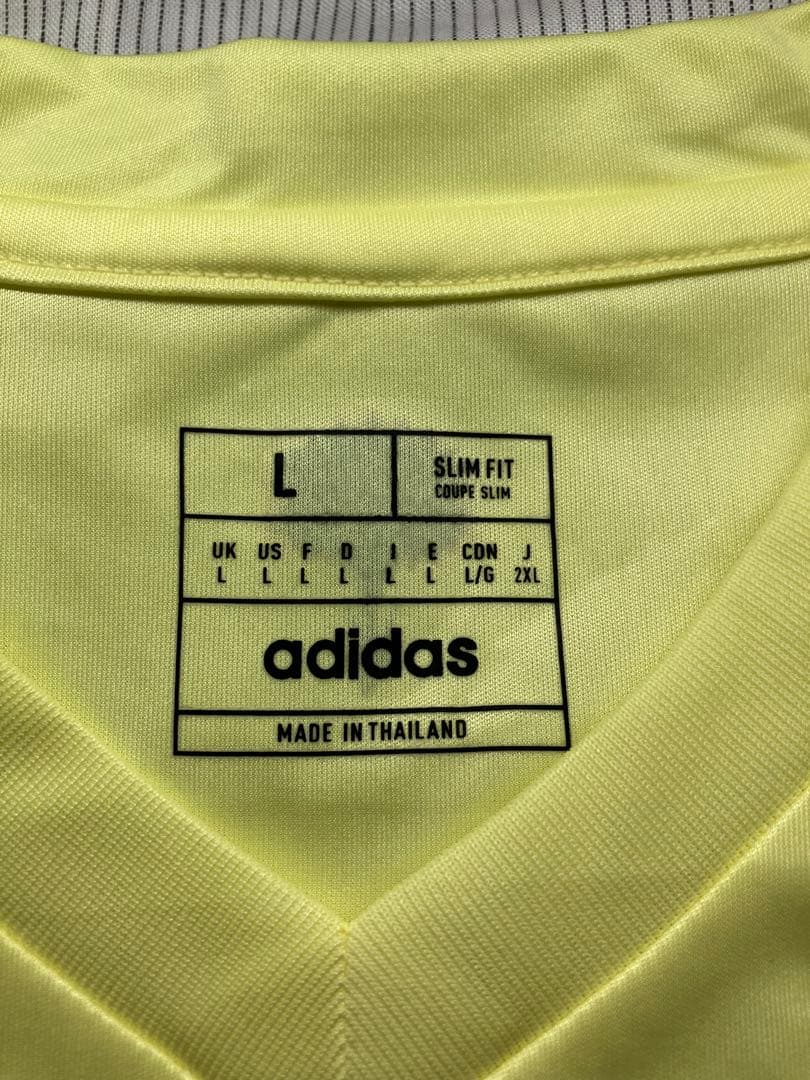 L
SLIM FIT
COUPE SLIM
UK US F D I E CDN J
L L L L L L L/G 2XL
adidas
MADE IN THAILAND